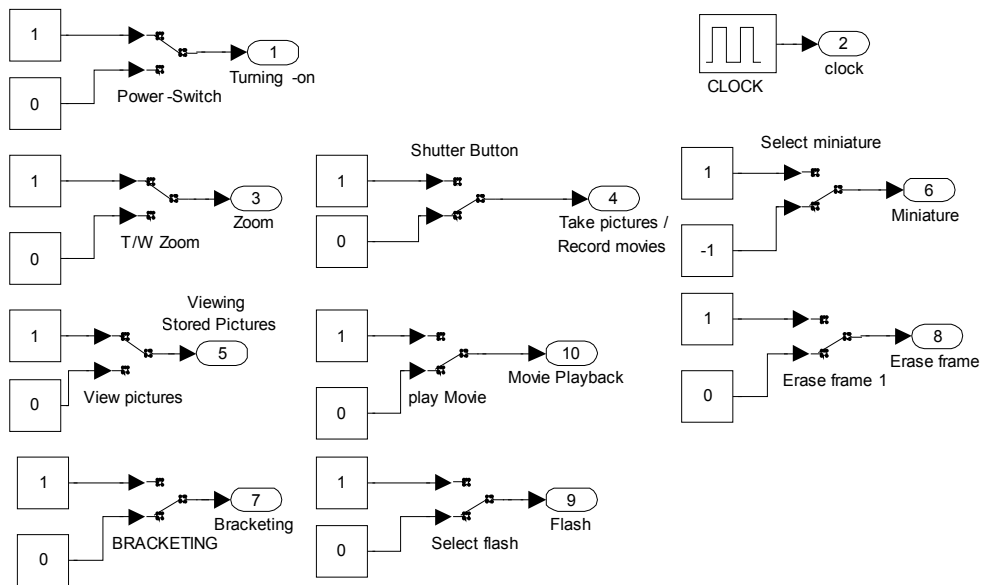 1
1
Turning -on
0
Power -Switch
2
clock
CLOCK
1
3
Zoom
0
T/W Zoom
Shutter Button
1
4
Take pictures /
Record movies
0
Select miniature
1
6
Miniature
-1
Viewing
Stored Pictures
1
5
0
View pictures
1
10
Movie Playback
0
play Movie
1
8
Erase frame
0
Erase frame 1
1
7
Bracketing
0
BRACKETING
1
9
Flash
0
Select flash